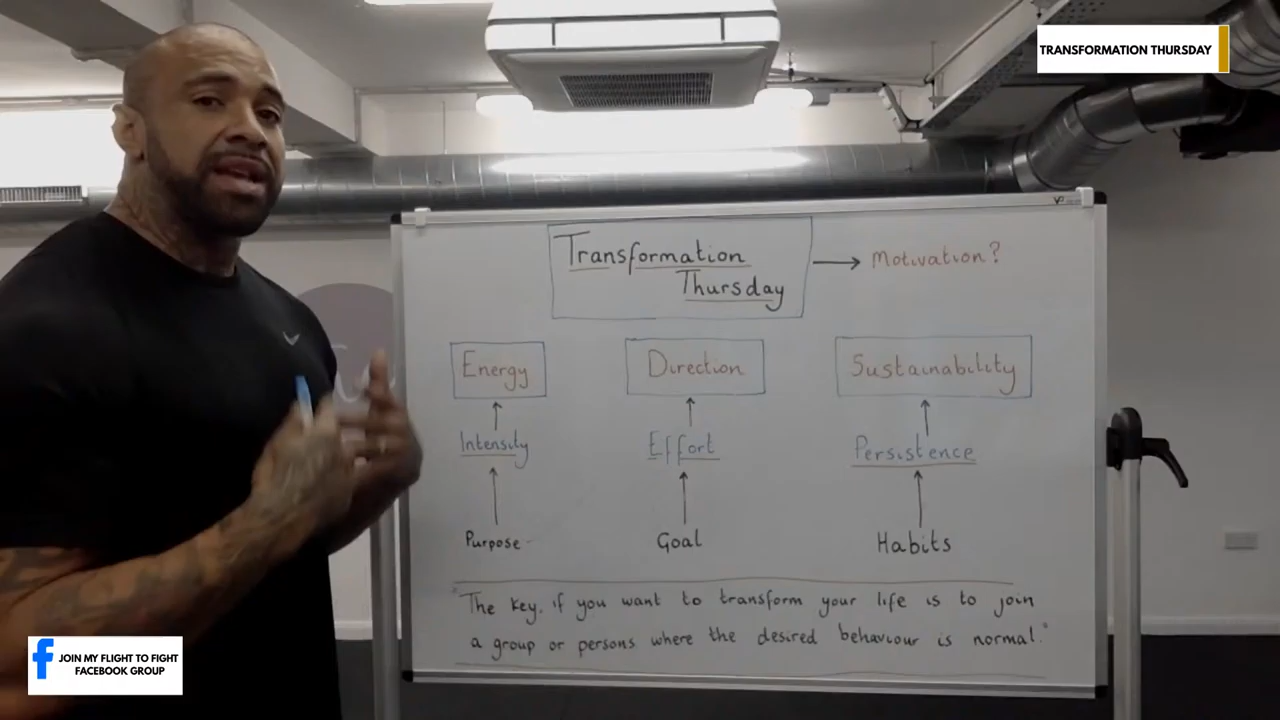 TRANSFORMATION THURSDAY
Transformation
Thursday
Motivation?
Energy
Direction
Sustainability
Intensity
Effort
Persistence
Purpose
Goal
Habits
"The key, if you want to transform your life is to join
a group or persons where the desired behaviour is normal."
JOIN MY FLIGHT TO FIGHT
FACEBOOK GROUP